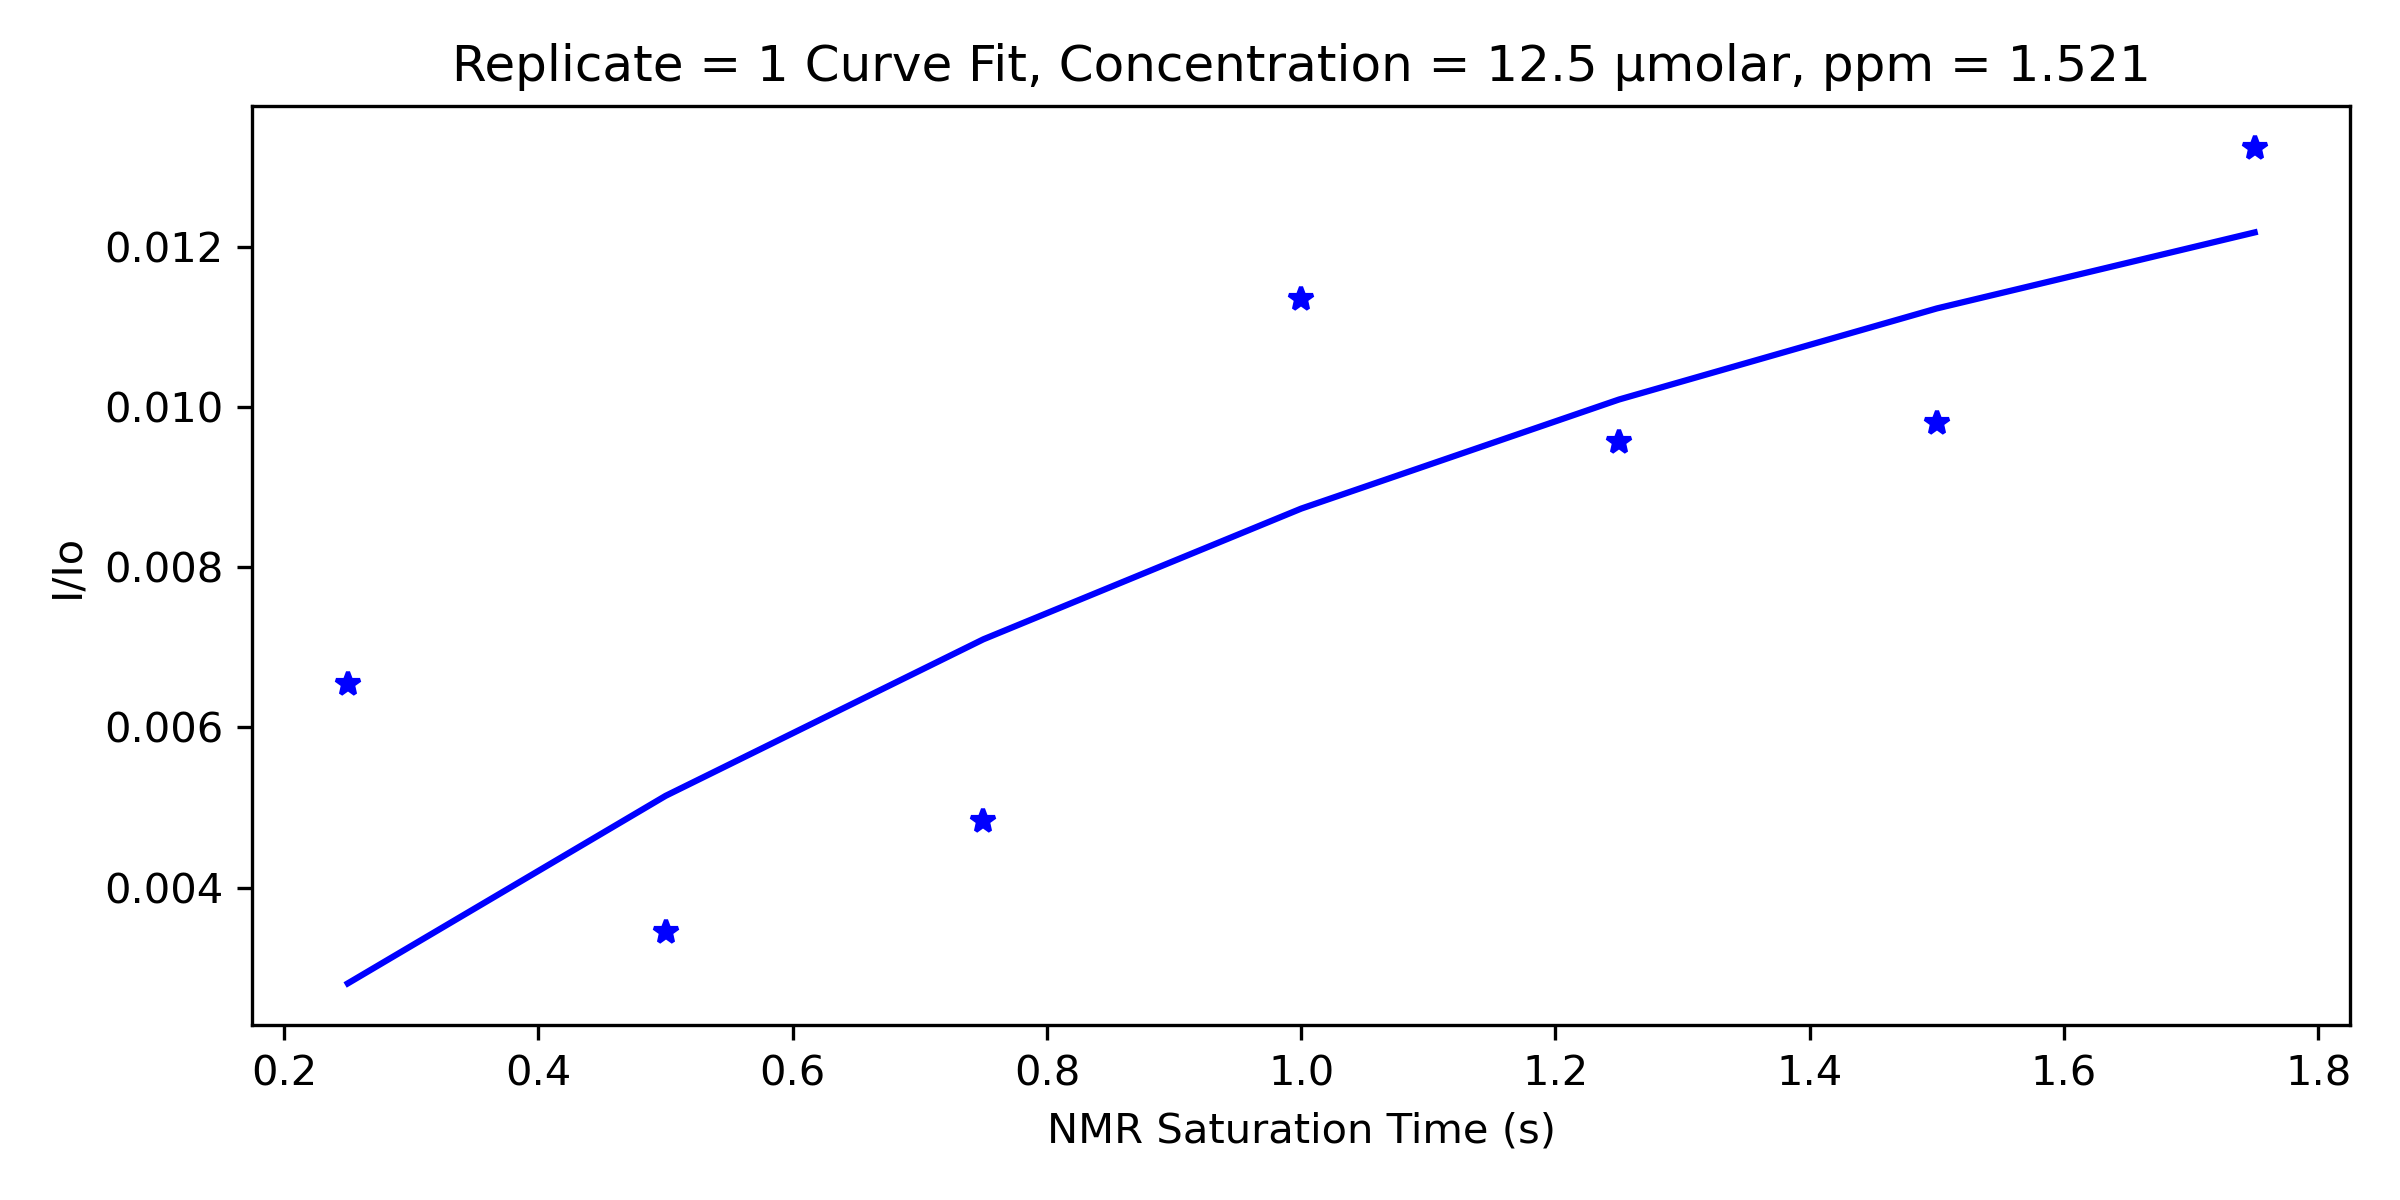 Replicate = 1 Curve Fit, Concentration = 12.5 µmolar, ppm = 1.521
0.012
0.010
0.008
0.006
0.004
I/Io
0.2 0.4 0.6 0.8 1.0 1.2 1.4 1.6 1.8
NMR Saturation Time (s)